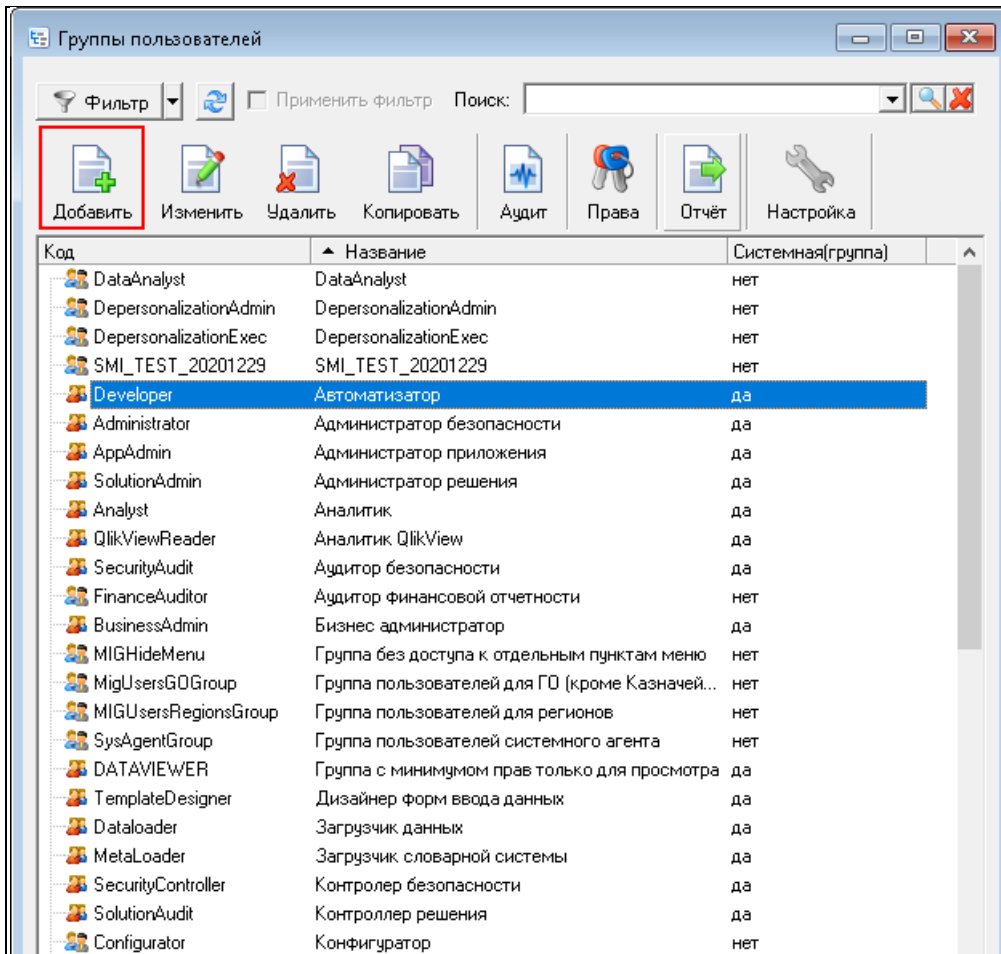 Группы пользователей
Фильтр Применить фильтр Поиск:
Добавить Изменить Удалить Копировать Аудит Права Отчёт Настройка
Код Название Системная(группа)
DataAnalyst DataAnalyst нет
DepersonalizationAdmin DepersonalizationAdmin нет
DepersonalizationExec DepersonalizationExec нет
SMI_TEST_20201229 SMI_TEST_20201229 нет
Developer Автоматизатор да
Administrator Администратор безопасности да
AppAdmin Администратор приложения да
SolutionAdmin Администратор решения да
Analyst Аналитик да
QlikViewReader Аналитик QlikView да
SecurityAudit Аудитор безопасности да
FinanceAuditor Аудитор финансовой отчетности нет
BusinessAdmin Бизнес администратор да
MIGHideMenu Группа без доступа к отдельным пунктам меню нет
MigUsersGOGroup Группа пользователей для ГО (кроме Казначей... нет
MIGUsersRegionsGroup Группа пользователей для регионов нет
SysAgentGroup Группа пользователей системного агента нет
DATAVIEWER Группа с минимумом прав только для просмотра да
TemplateDesigner Дизайнер форм ввода данных да
Dataloader Загрузчик данных да
MetaLoader Загрузчик словарной системы да
SecurityController Контролер безопасности да
SolutionAudit Контроллер решения да
Configurator Конфигуратор нет